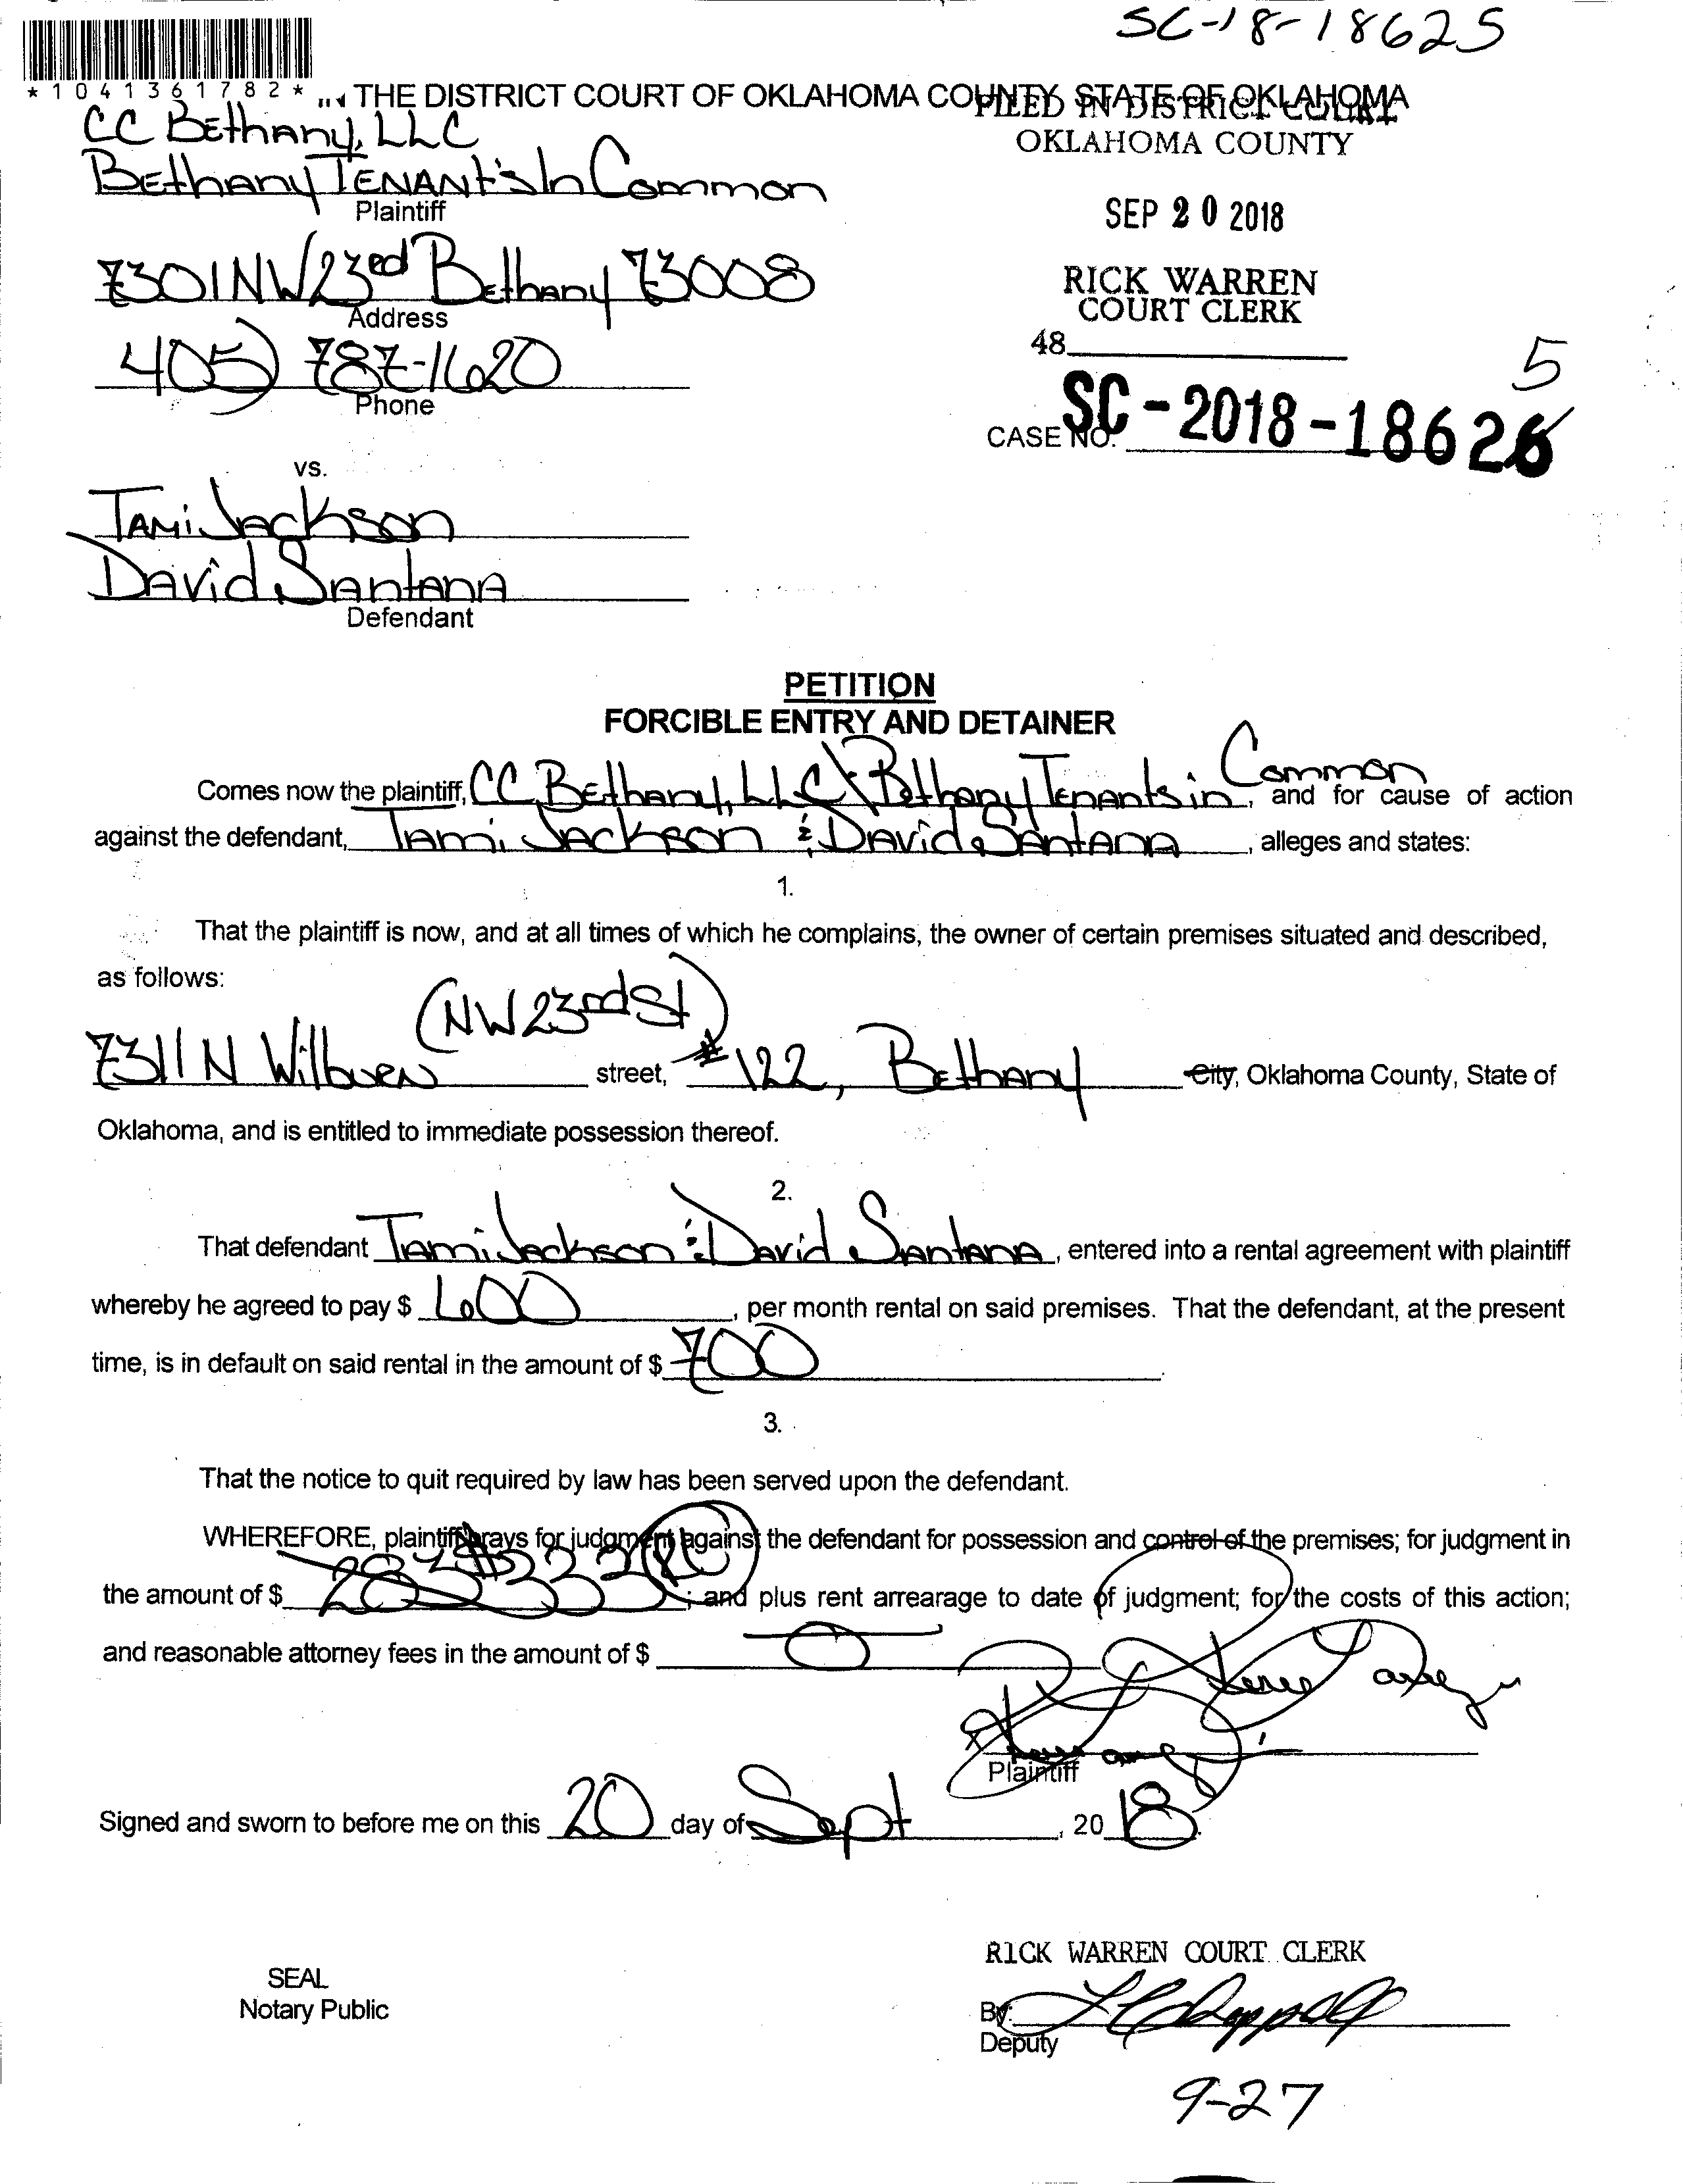 SC-18-18625
*1041361782*
THE DISTRICT COURT OF OKLAHOMA COUNTY, STATE OF OKLAHOMA
FILED IN DISTRICT COURT
OKLAHOMA COUNTY
CC Bethany, LLC
Bethany Tenant's In Common
Plaintiff
SEP 20 2018
7301 NW 23rd Bethany 73008
Address
RICK WARREN
COURT CLERK
405) 787-1620
Phone
48
5
CASE NO. SC-2018-18626
vs.
Tami Jackson
David Santana
Defendant
PETITION
FORCIBLE ENTRY AND DETAINER
Comes now the plaintiff, CC Bethany, LLC \ Bethany Tenants in Common, and for cause of action
against the defendant, Tami Jackson & David Santana, alleges and states:
1.
That the plaintiff is now, and at all times of which he complains, the owner of certain premises situated and described,
as follows:
(NW 23rd St)
7311 N Wilburn street, #122, Bethany City, Oklahoma County, State of
Oklahoma, and is entitled to immediate possession thereof.
2.
That defendant Tami Jackson & David Santana, entered into a rental agreement with plaintiff
whereby he agreed to pay $ 600, per month rental on said premises. That the defendant, at the present
time, is in default on said rental in the amount of $ 700.
3.
That the notice to quit required by law has been served upon the defendant.
WHEREFORE, plaintiff prays for judgment against the defendant for possession and control of the premises; for judgment in
the amount of $ ; and plus rent arrearage to date of judgment; for the costs of this action;
and reasonable attorney fees in the amount of $ 0
Plaintiff
Signed and sworn to before me on this 20 day of Sept, 2018.
RICK WARREN COURT CLERK
SEAL
Notary Public
By:
Deputy
9-27